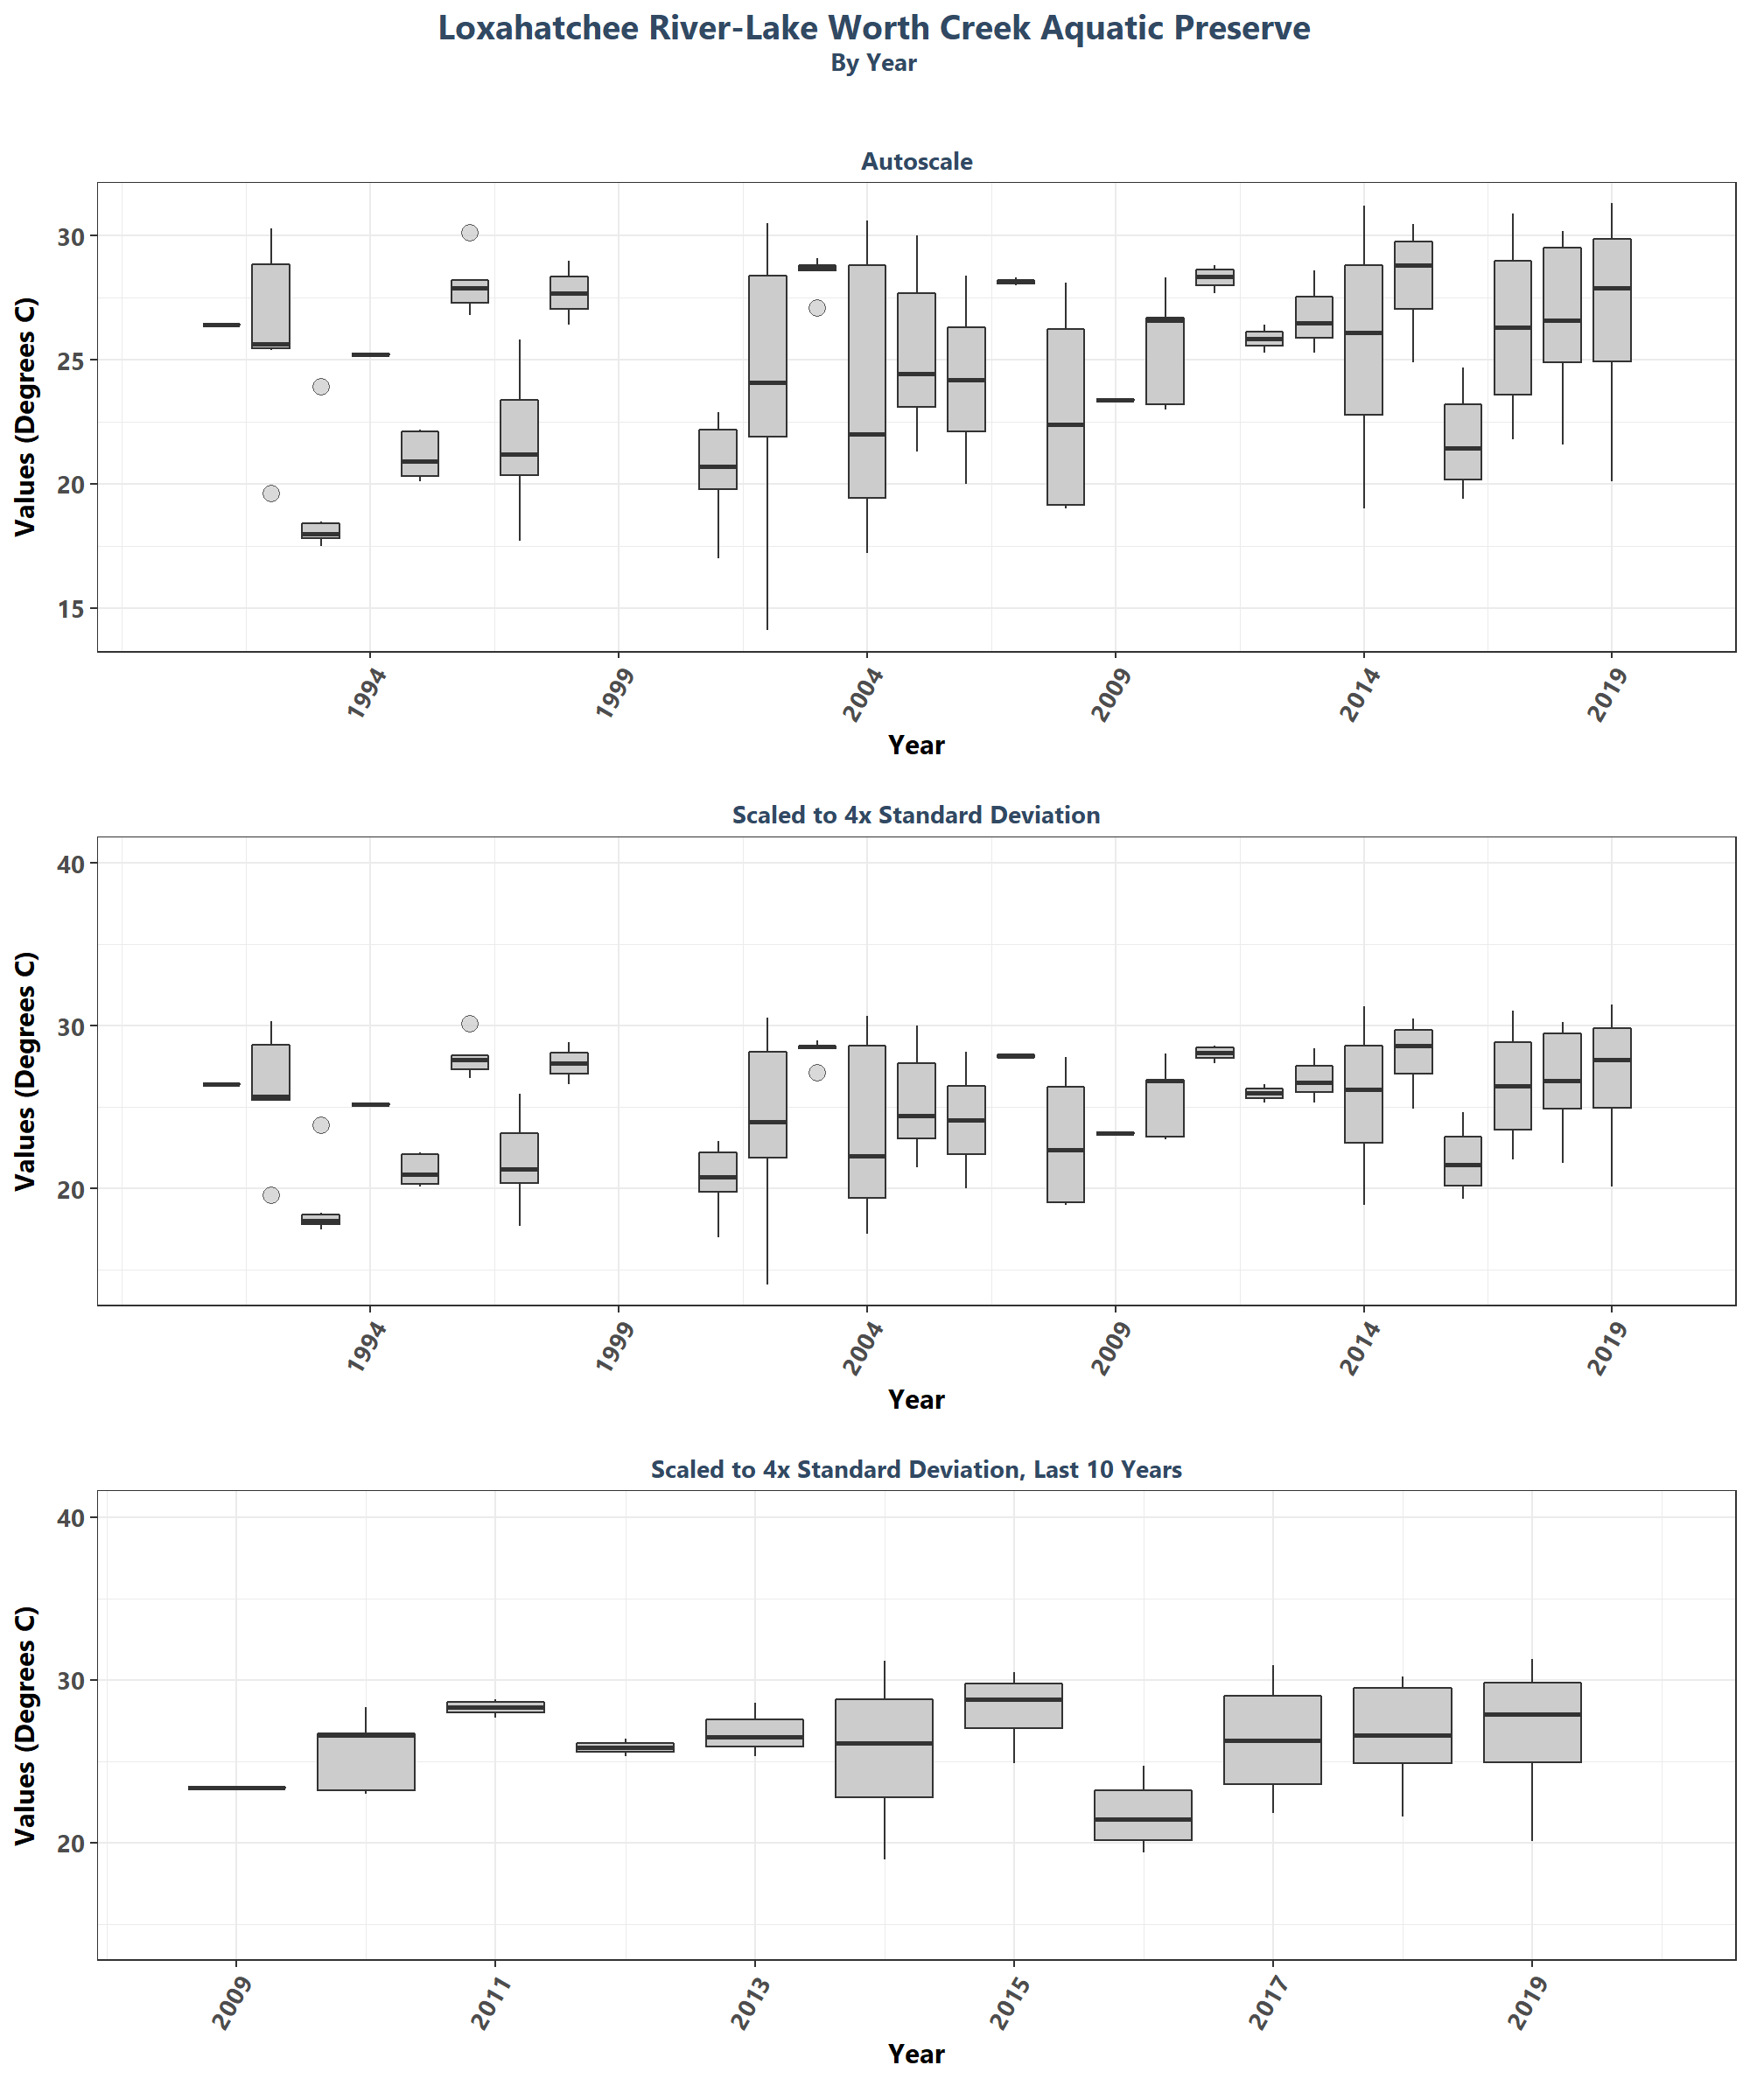 Loxahatchee River-Lake Worth Creek Aquatic Preserve
By Year
Autoscale
Values (Degrees C)
30
25
20
15
1994
1999
2004
2009
2014
2019
Year
Scaled to 4x Standard Deviation
Values (Degrees C)
40
30
20
1994
1999
2004
2009
2014
2019
Year
Scaled to 4x Standard Deviation, Last 10 Years
Values (Degrees C)
40
30
20
2009
2011
2013
2015
2017
2019
Year